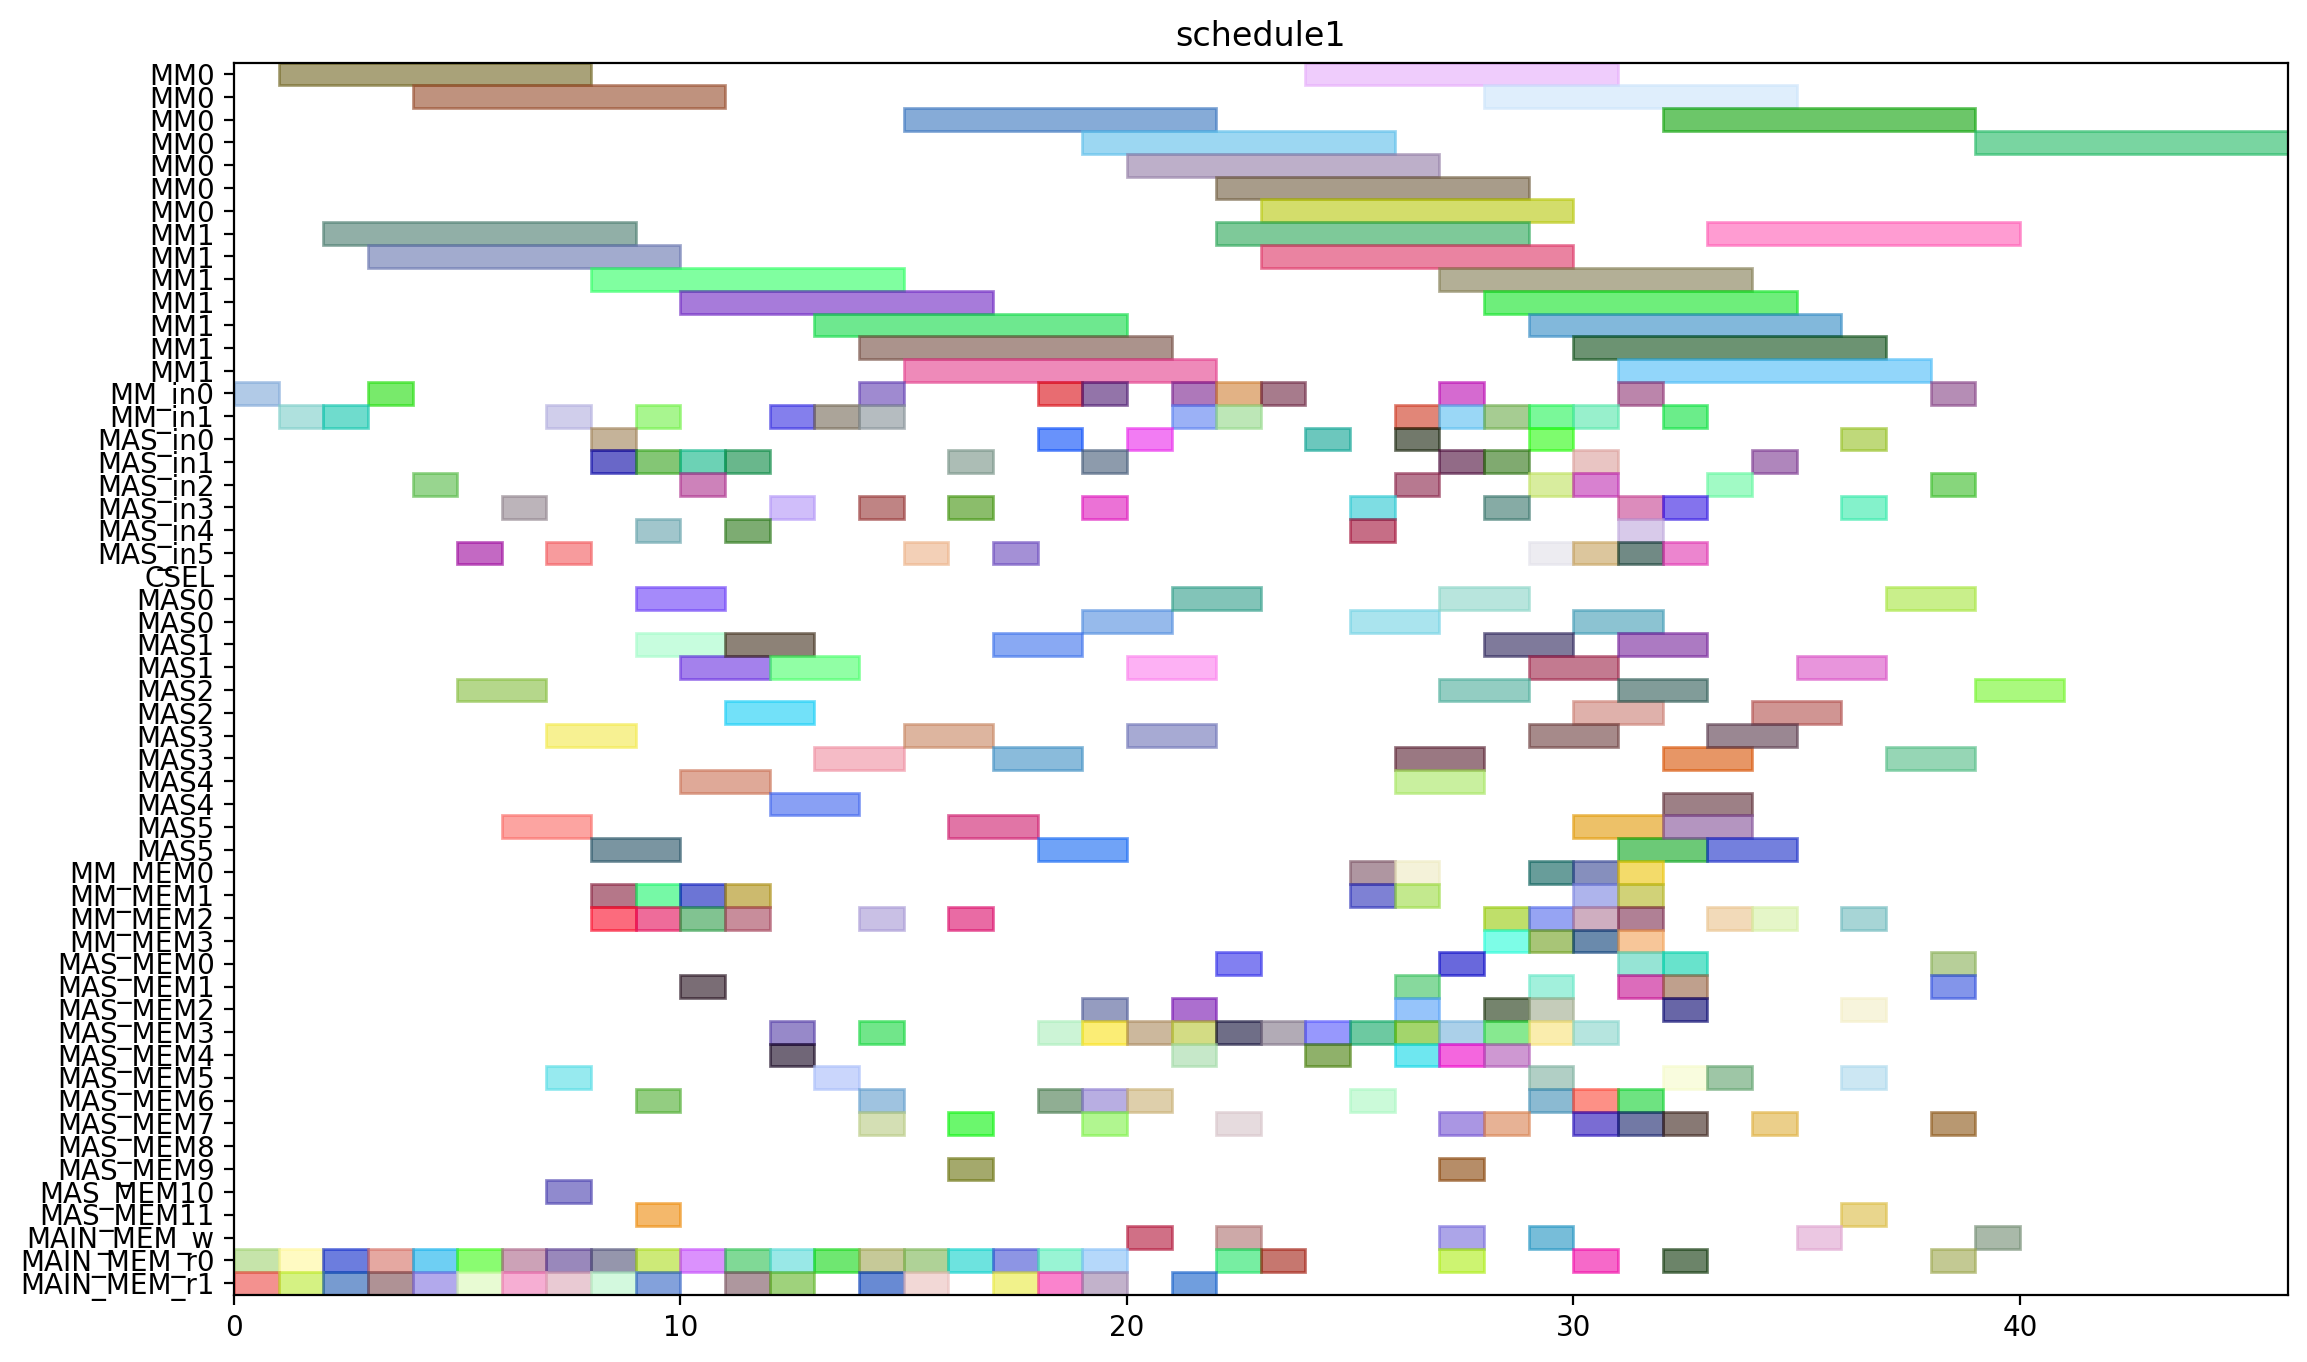 schedule1
MM0
MM0
MM0
MM0
MM0
MM0
MM0
MM1
MM1
MM1
MM1
MM1
MM1
MM1
MM_in0
MM_in1
MAS_in0
MAS_in1
MAS_in2
MAS_in3
MAS_in4
MAS_in5
CSEL
MAS0
MAS0
MAS1
MAS1
MAS2
MAS2
MAS3
MAS3
MAS4
MAS4
MAS5
MAS5
MM_MEM0
MM_MEM1
MM_MEM2
MM_MEM3
MAS_MEM0
MAS_MEM1
MAS_MEM2
MAS_MEM3
MAS_MEM4
MAS_MEM5
MAS_MEM6
MAS_MEM7
MAS_MEM8
MAS_MEM9
MAS_MEM10
MAS_MEM11
MAIN_MEM_w
MAIN_MEM_r0
MAIN_MEM_r1
0 10 20 30 40